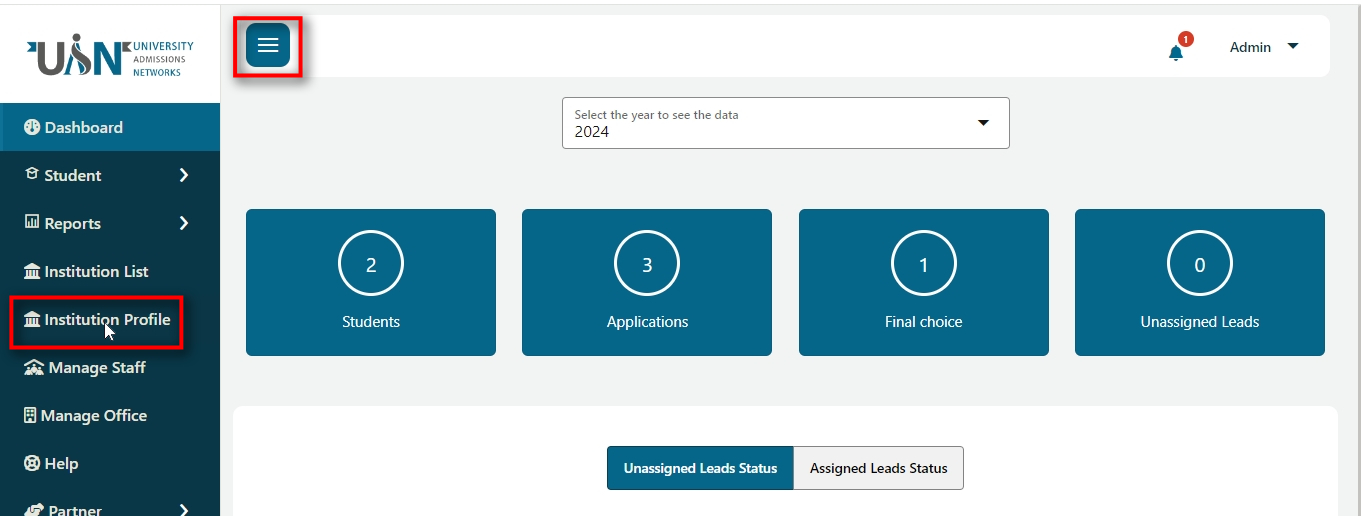 UAN UNIVERSITY
ADMISSIONS
NETWORKS
1
Admin
Select the year to see the data
2024
Dashboard
Student
Reports
Institution List
Institution Profile
Manage Staff
Manage Office
Help
Partner
2
Students
3
Applications
1
Final choice
0
Unassigned Leads
Unassigned Leads Status
Assigned Leads Status